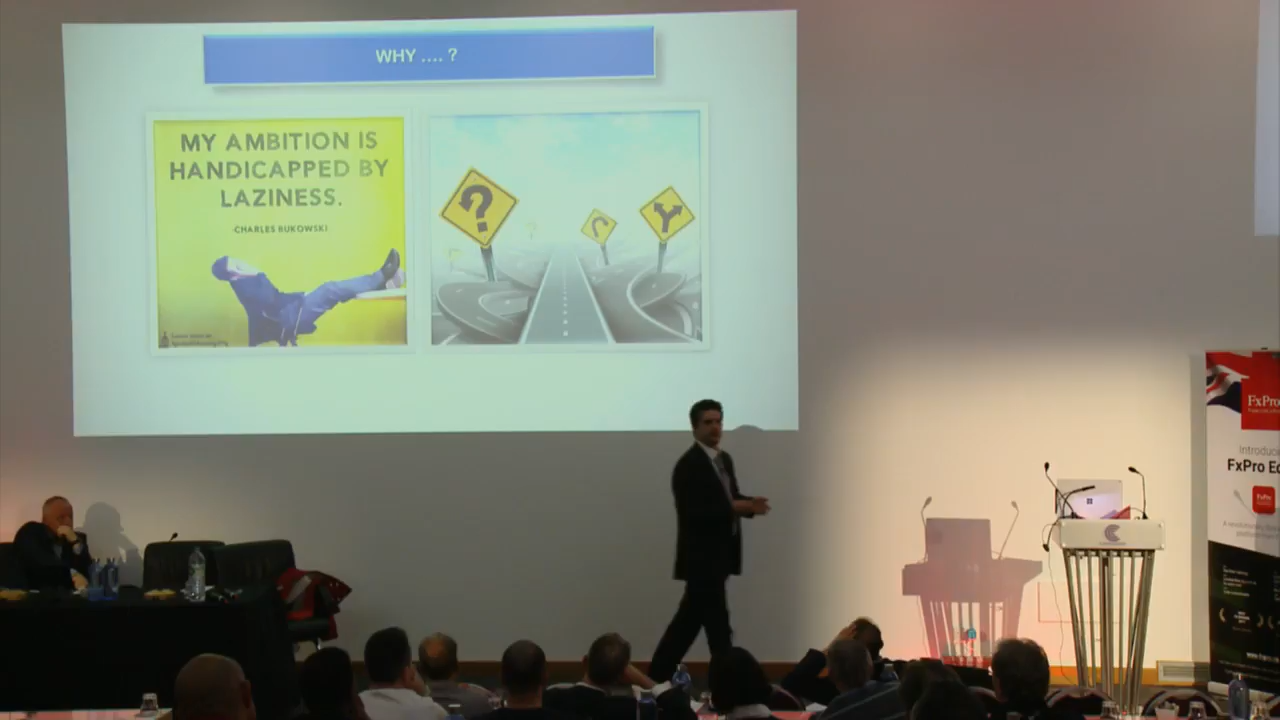 WHY .... ?
MY AMBITION IS
HANDICAPPED BY
LAZINESS.
-CHARLES BUKOWSKI
FxPro
FxPro